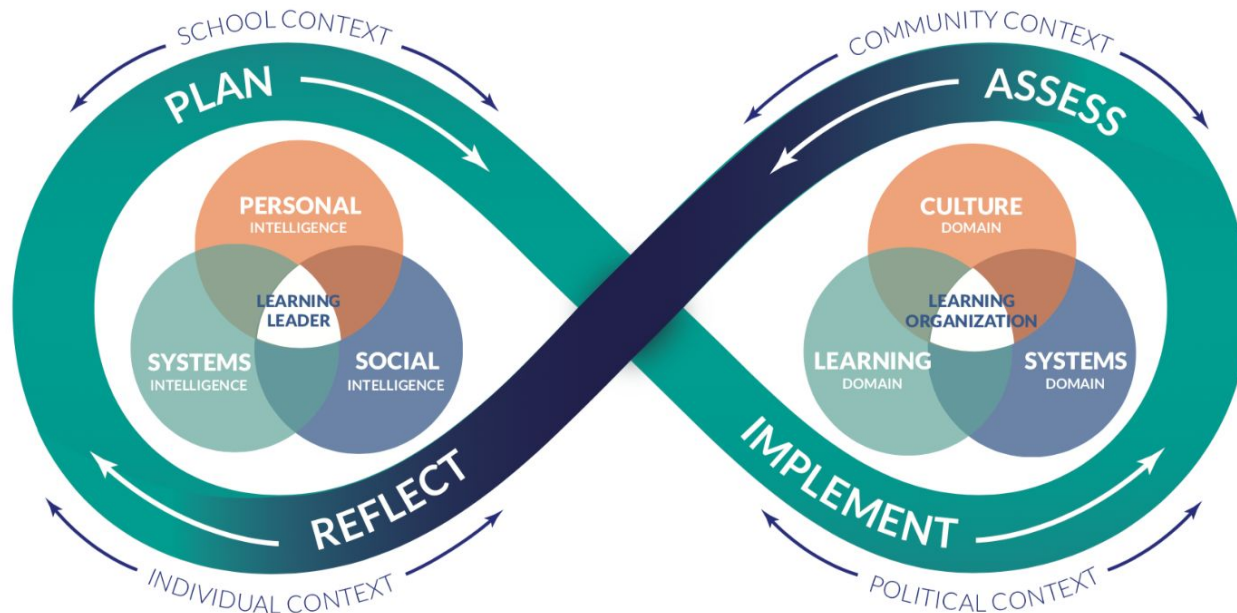 SCHOOL CONTEXT
PLAN
PERSONAL
INTELLIGENCE
LEARNING
LEADER
SYSTEMS
INTELLIGENCE
SOCIAL
INTELLIGENCE
REFLECT
INDIVIDUAL CONTEXT
COMMUNITY CONTEXT
ASSESS
CULTURE
DOMAIN
LEARNING
ORGANIZATION
LEARNING
DOMAIN
SYSTEMS
DOMAIN
IMPLEMENT
POLITICAL CONTEXT